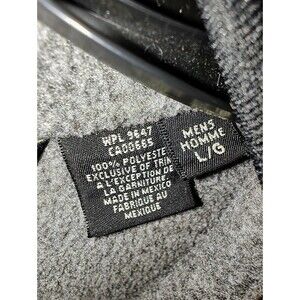 WPL 9647
CA00665
100% POLYESTE
EXCLUSIVE OF TRIM
A L'EXCEPTION DE
LA GARNITURE
MADE IN MEXICO
FABRIQUE AU
MEXIQUE
MENS
HOMME
L/G